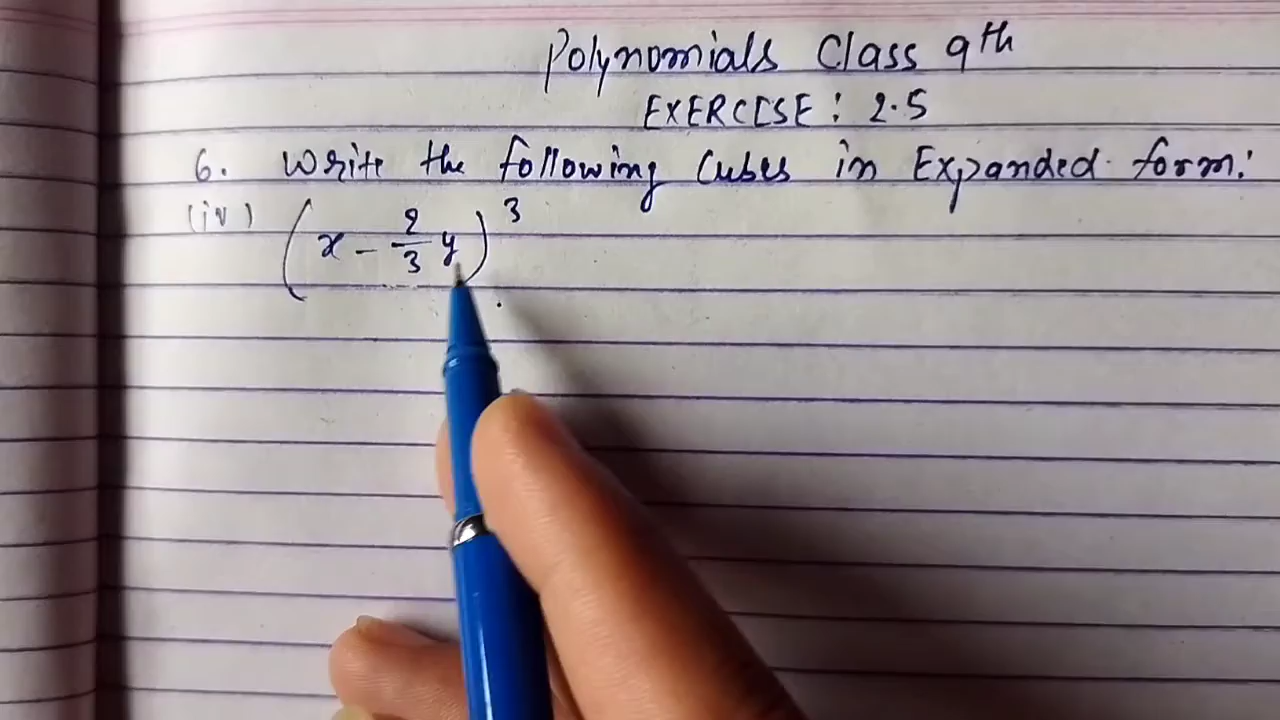 Polynomials Class 9th
EXERCISE: 2.5
6. Write the following Cubes in Expanded form:
(iv) (x - 2/3 y)^3